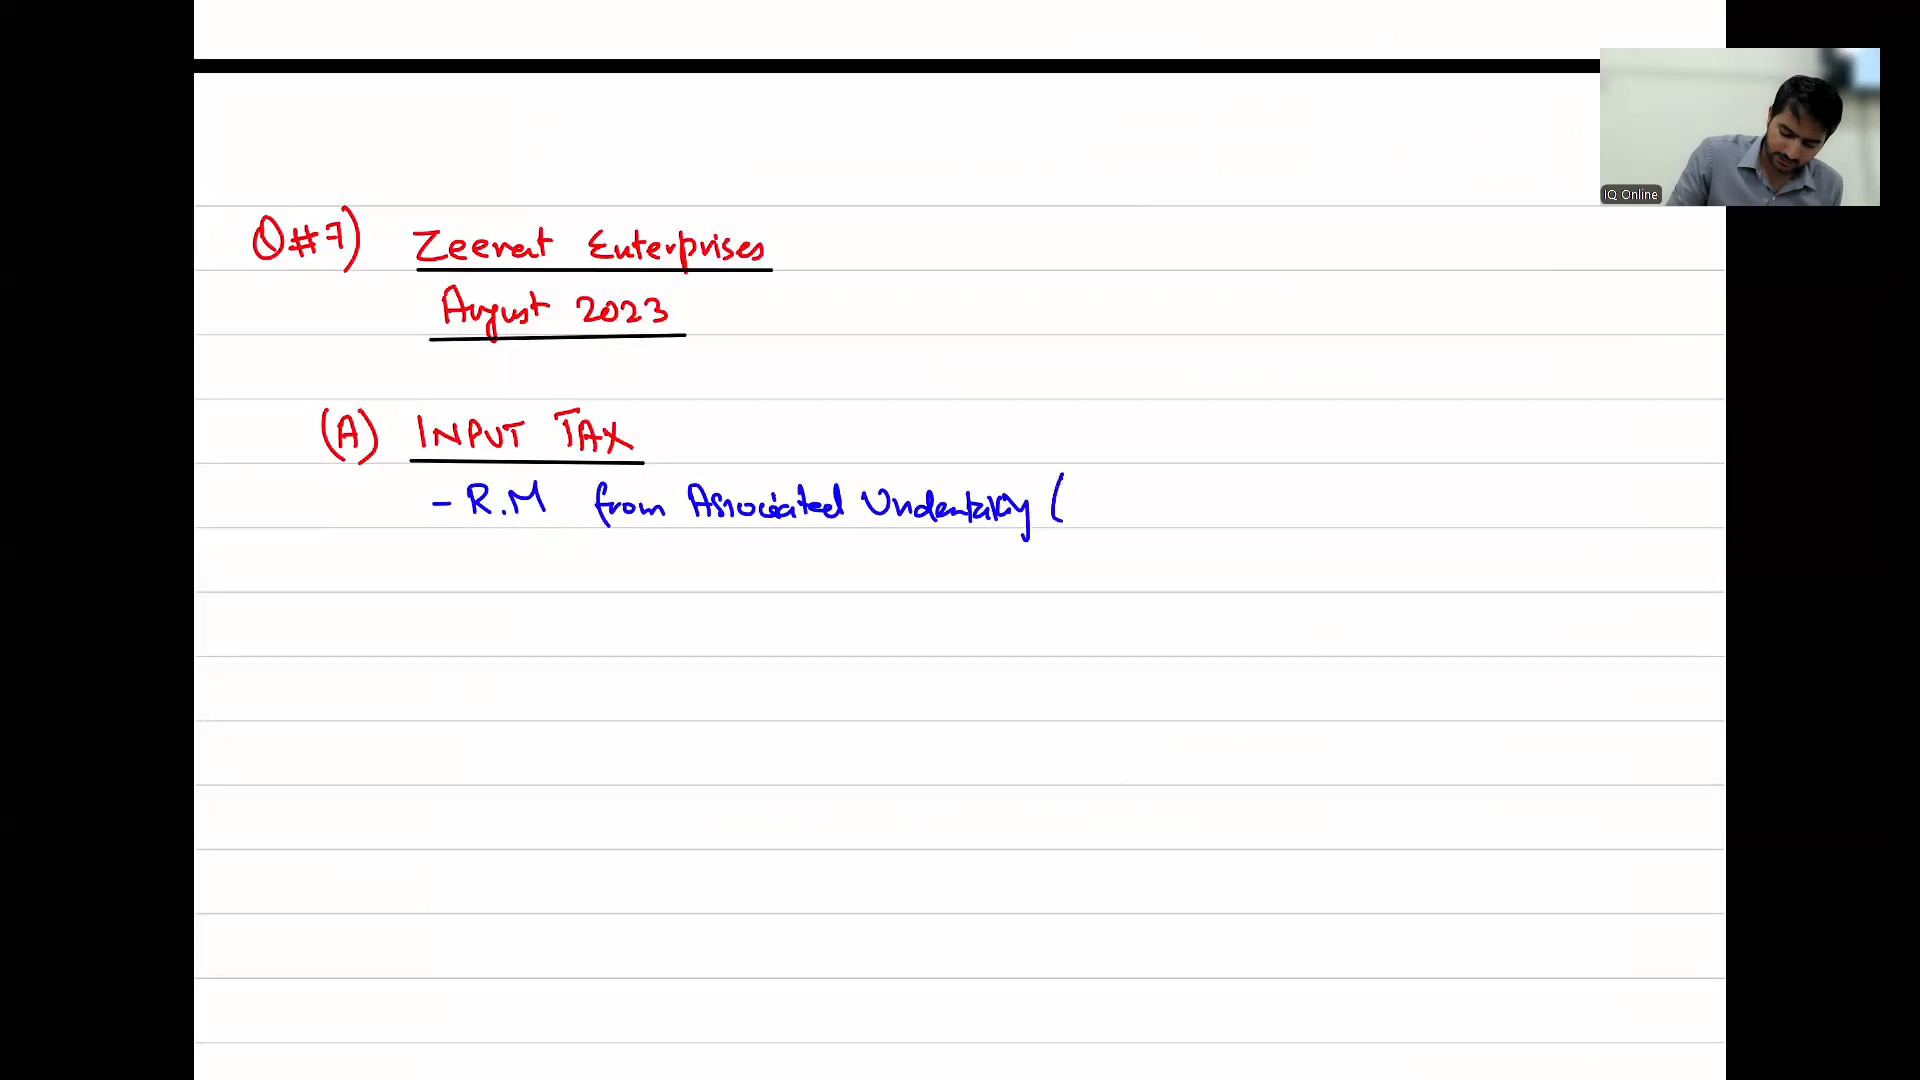 Q#7) Zeenat Enterprises
August 2023
(A) INPUT TAX
- R.M from Associated Undertaking (
IQ Online